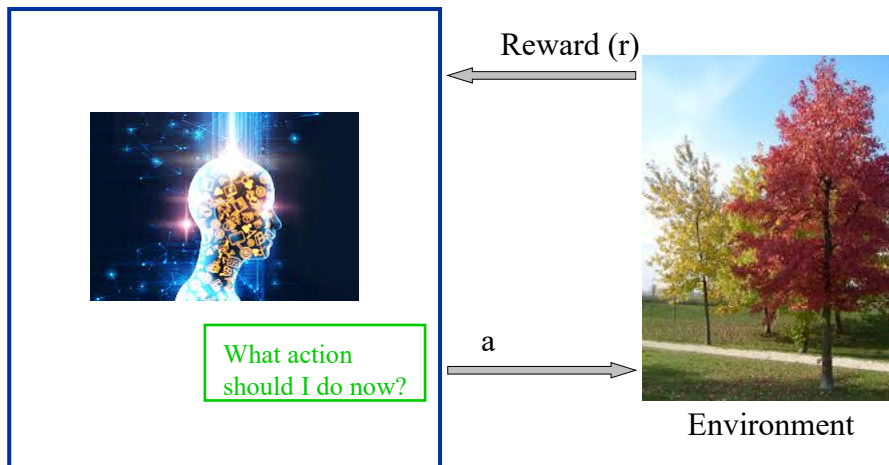 Reward (r)
What action
should I do now?
a
Environment